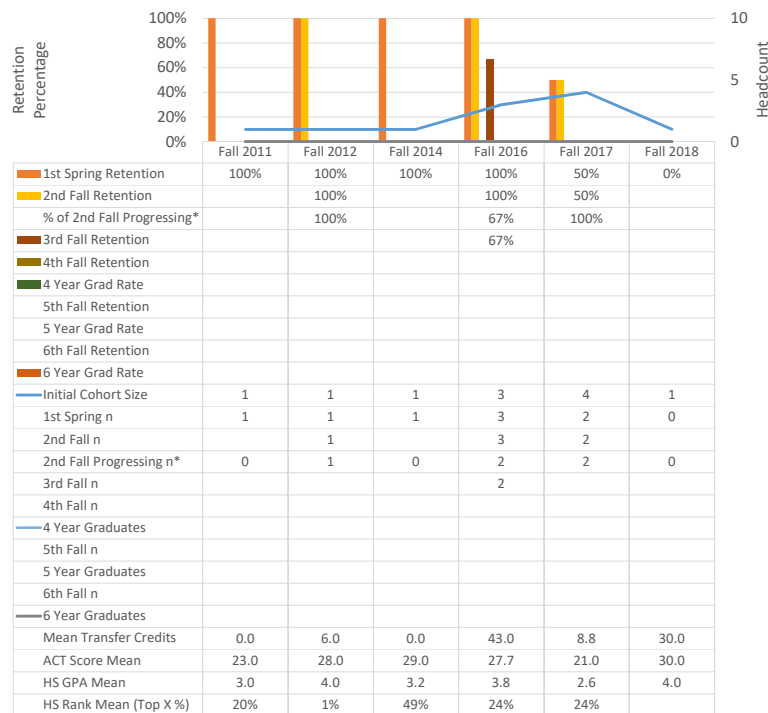 100%
80%
60%
40%
20%
0%
Retention
Percentage
10
5
0
Headcount
Fall 2011 Fall 2012 Fall 2014 Fall 2016 Fall 2017 Fall 2018
1st Spring Retention 100% 100% 100% 100% 50% 0%
2nd Fall Retention 100% 100% 50%
% of 2nd Fall Progressing* 100% 67% 100%
3rd Fall Retention 67%
4th Fall Retention
4 Year Grad Rate
5th Fall Retention
5 Year Grad Rate
6th Fall Retention
6 Year Grad Rate
Initial Cohort Size 1 1 1 3 4 1
1st Spring n 1 1 1 3 2 0
2nd Fall n 1 3 2
2nd Fall Progressing n* 0 1 0 2 2 0
3rd Fall n 2
4th Fall n
4 Year Graduates
5th Fall n
5 Year Graduates
6th Fall n
6 Year Graduates
Mean Transfer Credits 0.0 6.0 0.0 43.0 8.8 30.0
ACT Score Mean 23.0 28.0 29.0 27.7 21.0 30.0
HS GPA Mean 3.0 4.0 3.2 3.8 2.6 4.0
HS Rank Mean (Top X %) 20% 1% 49% 24% 24%